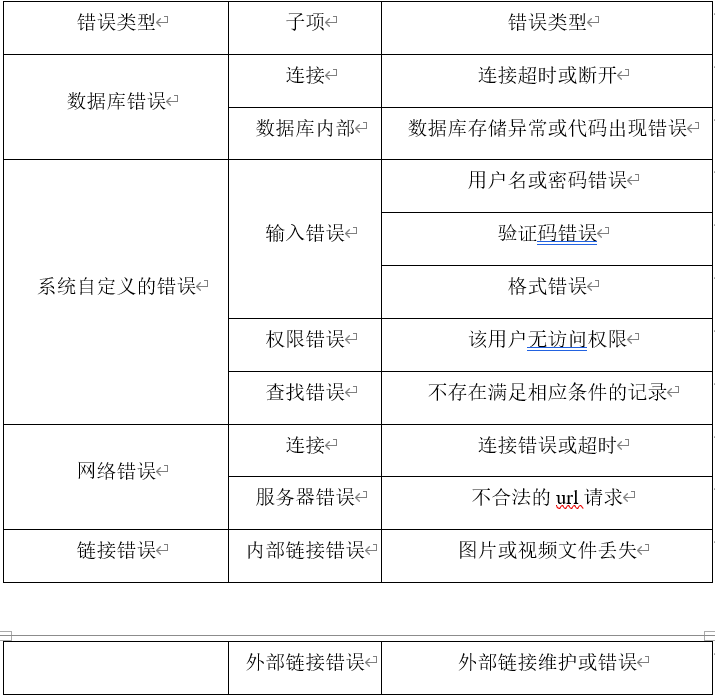 错误类型 子项 错误类型
数据库错误 连接 连接超时或断开
数据库内部 数据库存储异常或代码出现错误
系统自定义的错误 输入错误 用户名或密码错误
验证码错误
格式错误
权限错误 该用户无访问权限
查找错误 不存在满足相应条件的记录
网络错误 连接 连接错误或超时
服务器错误 不合法的 url 请求
链接错误 内部链接错误 图片或视频文件丢失
外部链接错误 外部链接维护或错误